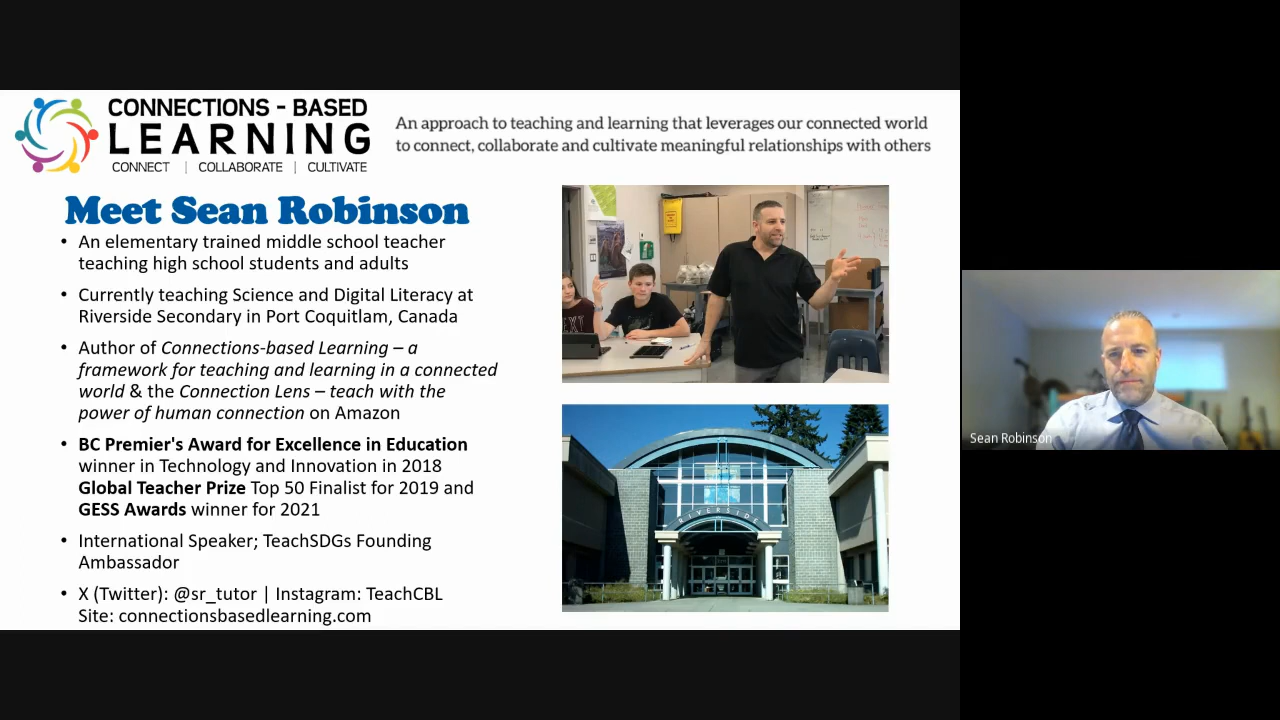 CONNECTIONS - BASED
LEARNING
CONNECT | COLLABORATE | CULTIVATE
An approach to teaching and learning that leverages our connected world
to connect, collaborate and cultivate meaningful relationships with others
Meet Sean Robinson
• An elementary trained middle school teacher
teaching high school students and adults
• Currently teaching Science and Digital Literacy at
Riverside Secondary in Port Coquitlam, Canada
• Author of Connections-based Learning – a
framework for teaching and learning in a connected
world & the Connection Lens – teach with the
power of human connection on Amazon
• BC Premier's Award for Excellence in Education
winner in Technology and Innovation in 2018
Global Teacher Prize Top 50 Finalist for 2019 and
GESS Awards winner for 2021
• International Speaker; TeachSDGs Founding
Ambassador
• X (Twitter): @sr_tutor | Instagram: TeachCBL
Site: connectionsbasedlearning.com
RIVERSIDE
Sean Robinson